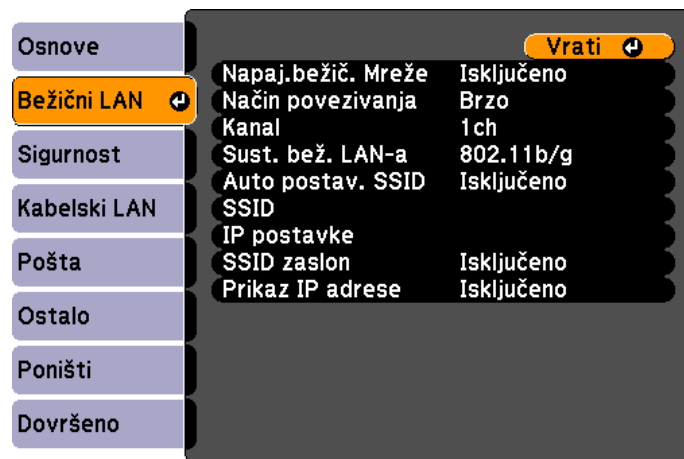 Osnove
Bežični LAN
Sigurnost
Kabelski LAN
Pošta
Ostalo
Poništi
Dovršeno
Vrati
Napaj.bežič. Mreže Isključeno
Način povezivanja Brzo
Kanal 1ch
Sust. bež. LAN-a 802.11b/g
Auto postav. SSID Isključeno
SSID
IP postavke
SSID zaslon Isključeno
Prikaz IP adrese Isključeno